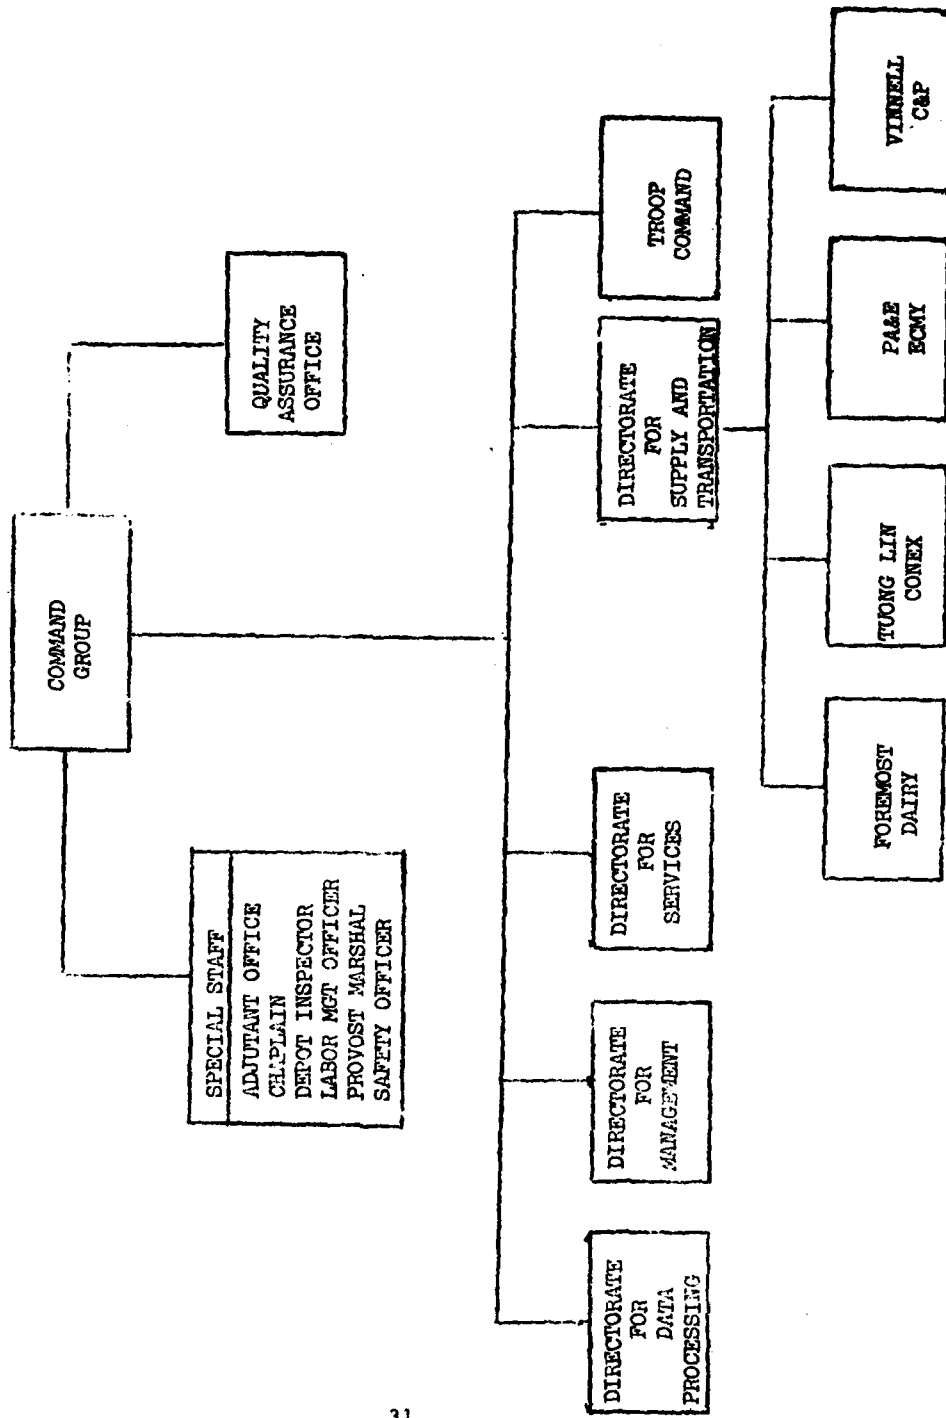 COMMAND
GROUP
SPECIAL STAFF
ADJUTANT OFFICE
CHAPLAIN
DEPOT INSPECTOR
LABOR MGT OFFICER
PROVOST MARSHAL
SAFETY OFFICER
QUALITY
ASSURANCE
OFFICE
DIRECTORATE
FOR
DATA
PROCESSING
DIRECTORATE
FOR
MANAGEMENT
DIRECTORATE
FOR
SERVICES
DIRECTORATE
FOR
SUPPLY AND
TRANSPORTATION
TROOP
COMMAND
FOREMOST
DAIRY
TUONG LIN
CONEX
PA&E
ECMY
VINNELL
C&P
31